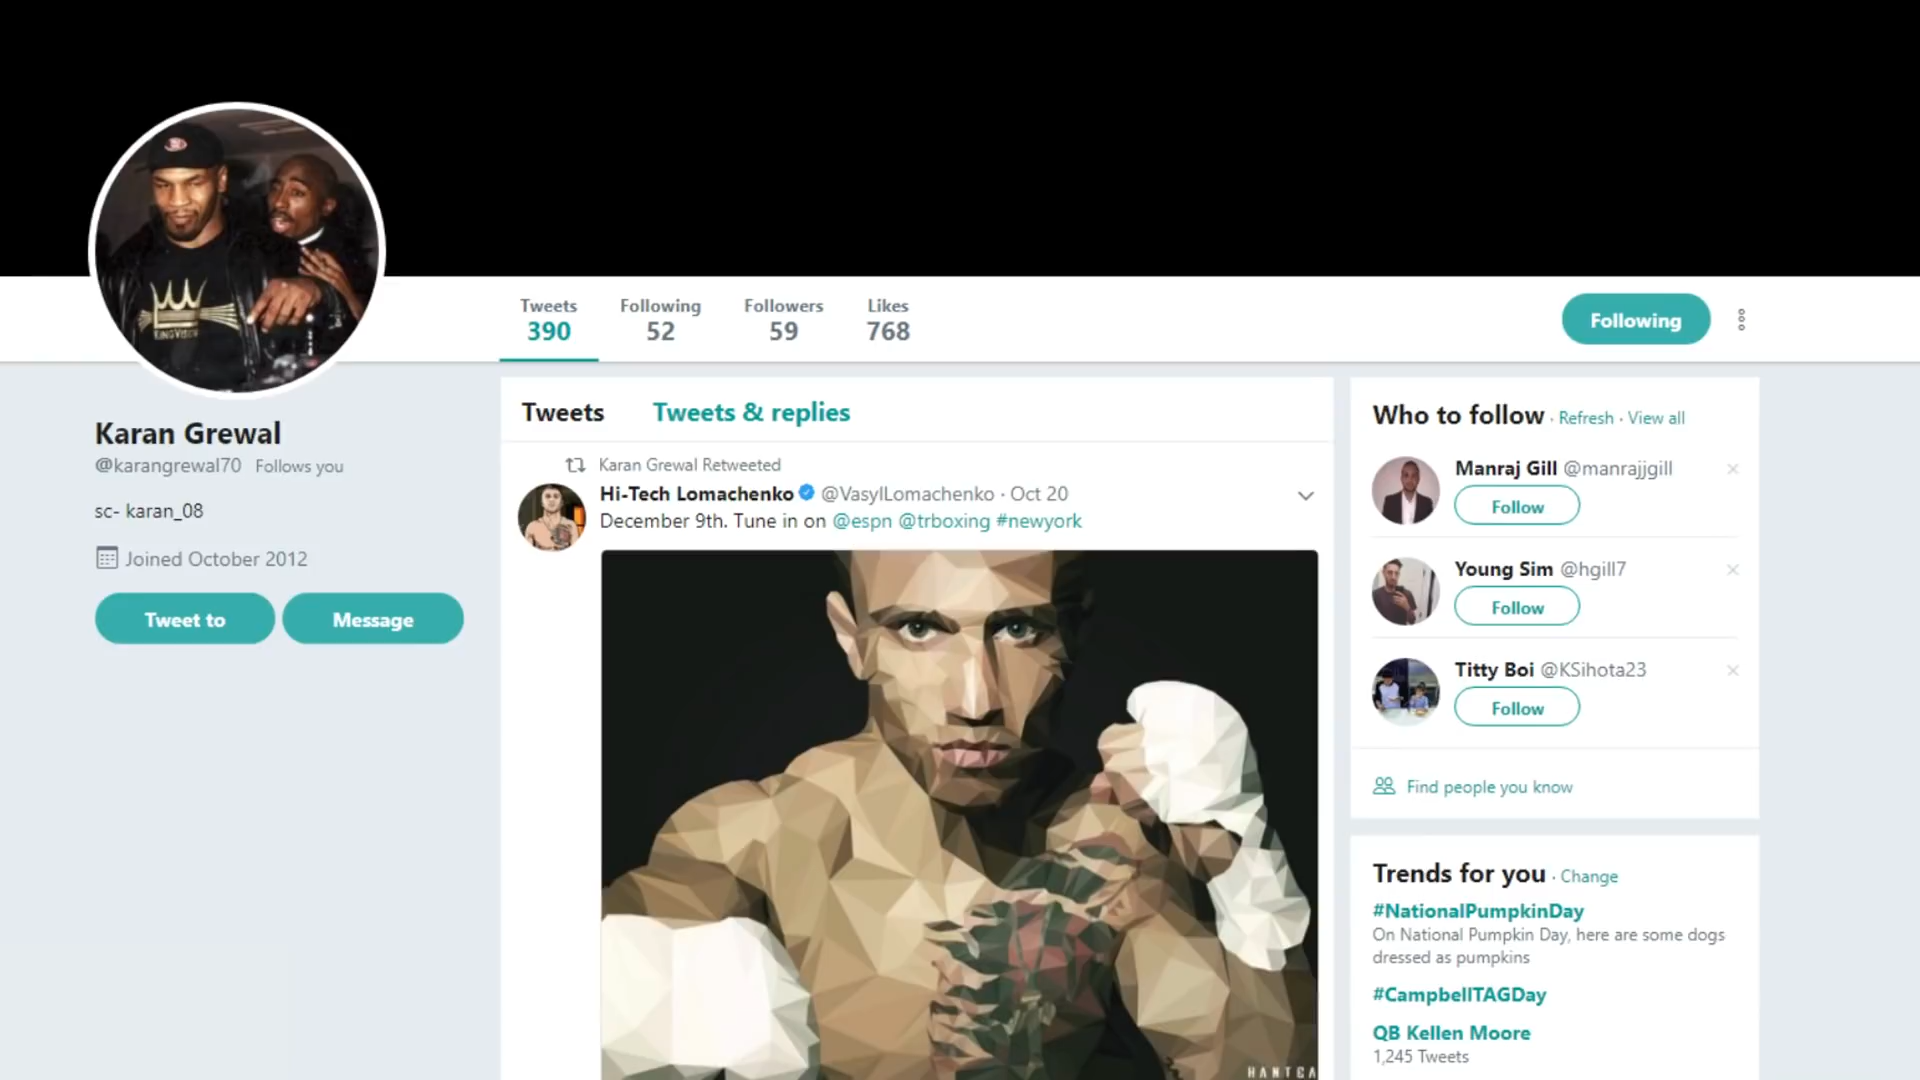 Tweets
390
Following
52
Followers
59
Likes
768
Following
Karan Grewal
@karangrewal70 Follows you
sc- karan_08
Joined October 2012
Tweet to
Message
Tweets
Tweets & replies
Karan Grewal Retweeted
Hi-Tech Lomachenko @VasylLomachenko · Oct 20
December 9th. Tune in on @espn @trboxing #newyork
Who to follow · Refresh · View all
Manraj Gill @manrajjgill
Follow
Young Sim @hgill7
Follow
Titty Boi @KSihota23
Follow
Find people you know
Trends for you · Change
#NationalPumpkinDay
On National Pumpkin Day, here are some dogs
dressed as pumpkins
#CampbellTAGDay
QB Kellen Moore
1,245 Tweets